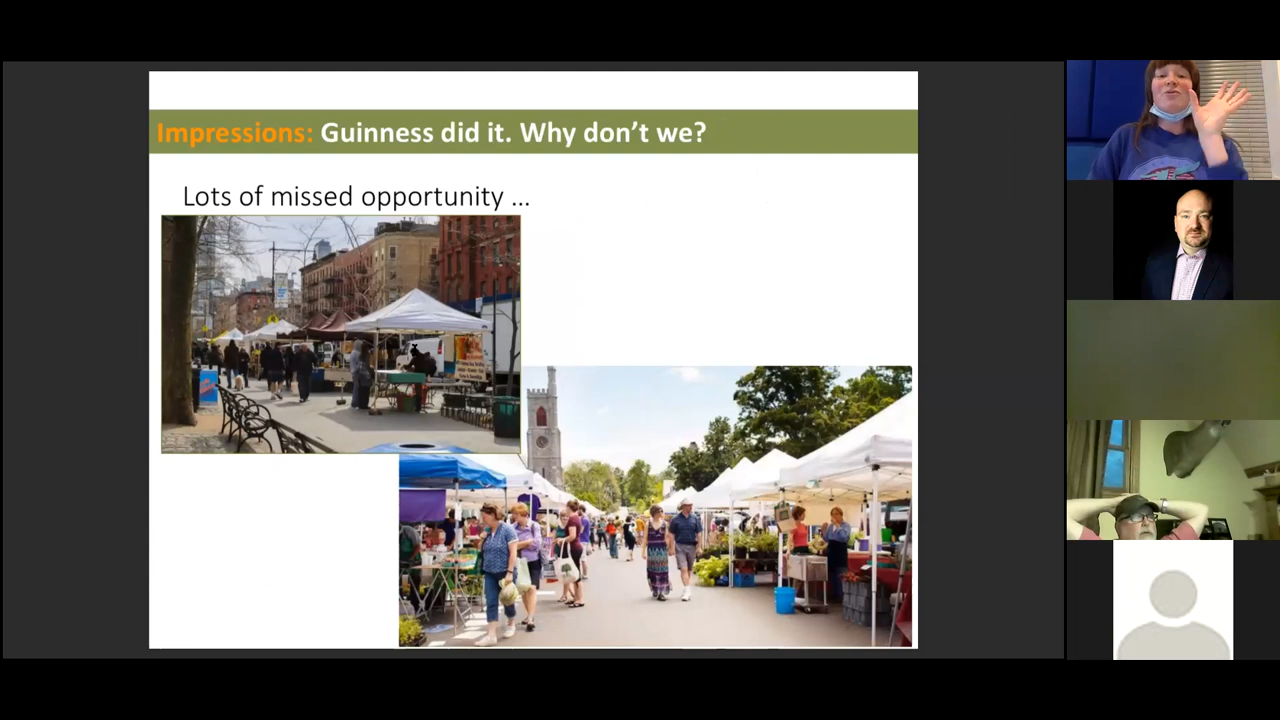 Impressions: Guinness did it. Why don’t we?
Lots of missed opportunity ...